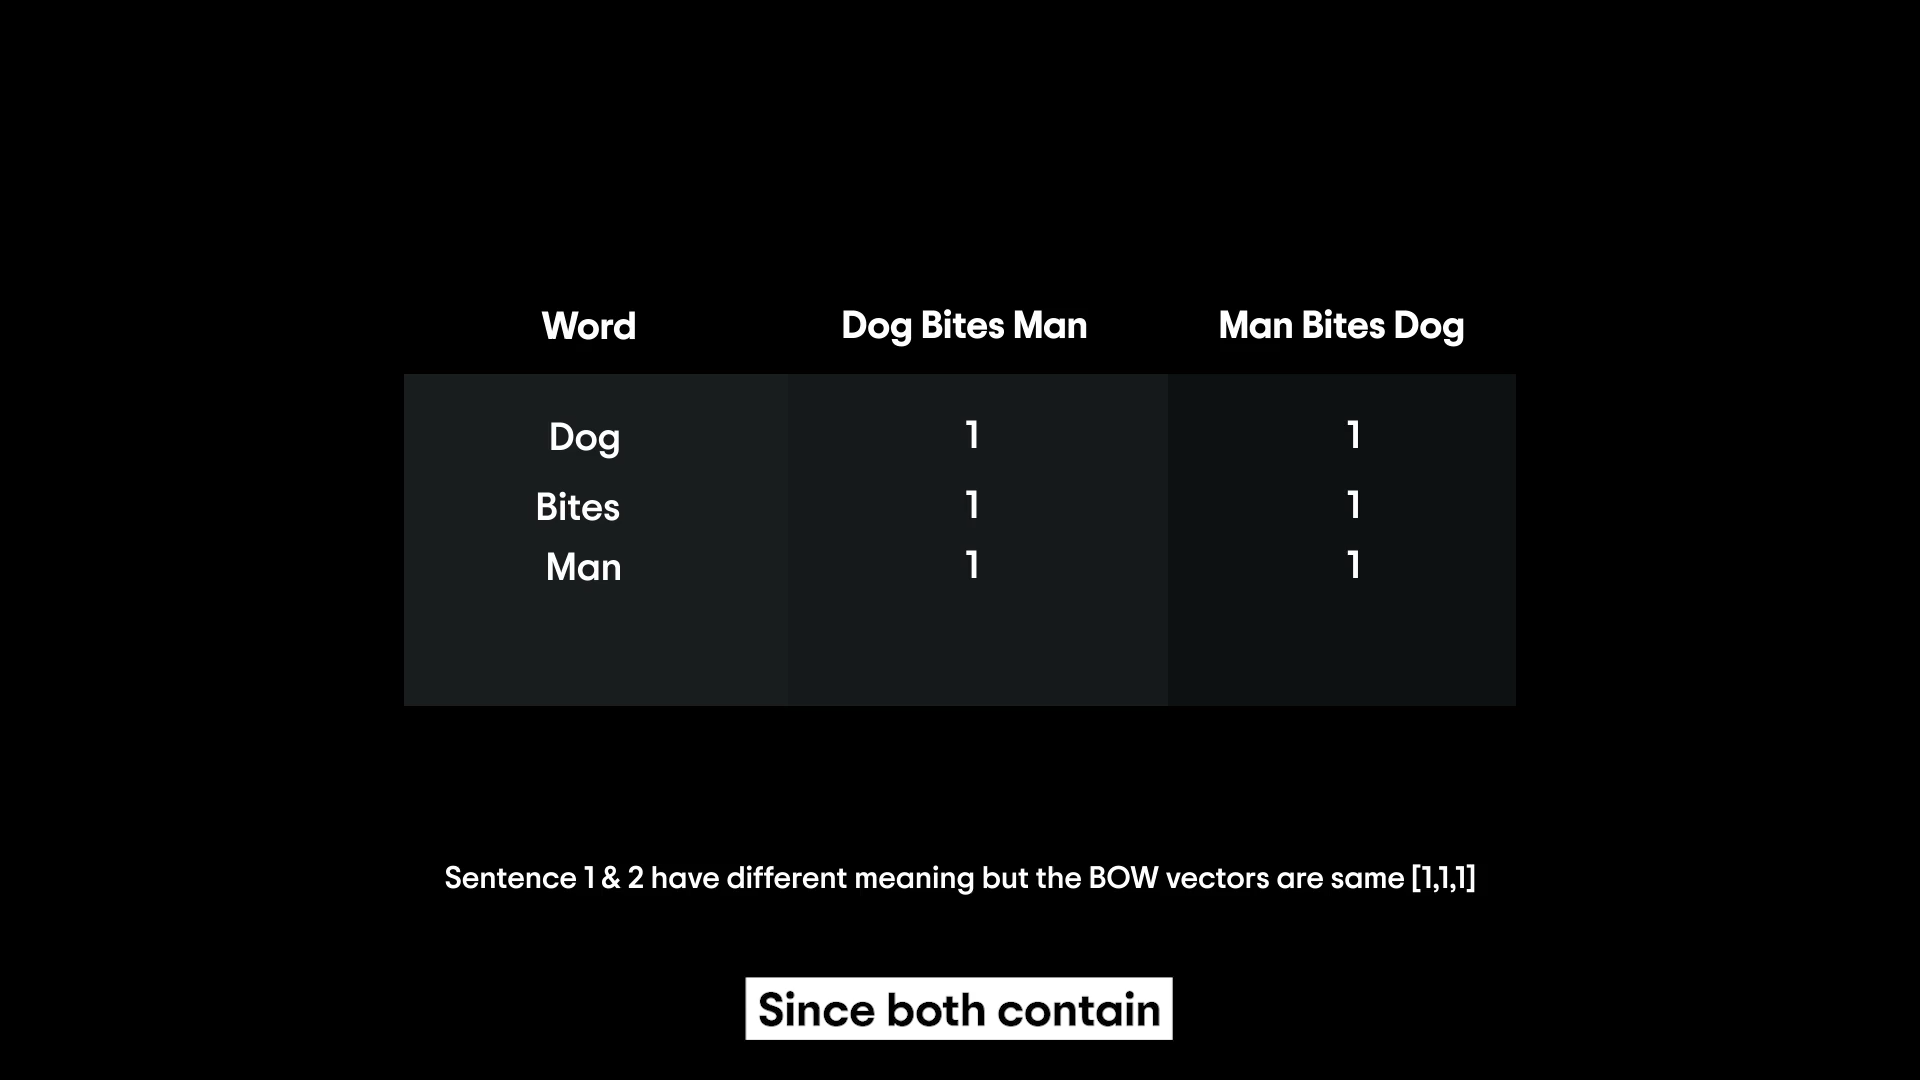 Word Dog Bites Man Man Bites Dog
Dog 1 1
Bites 1 1
Man 1 1
Sentence 1 & 2 have different meaning but the BOW vectors are same [1,1,1]
Since both contain